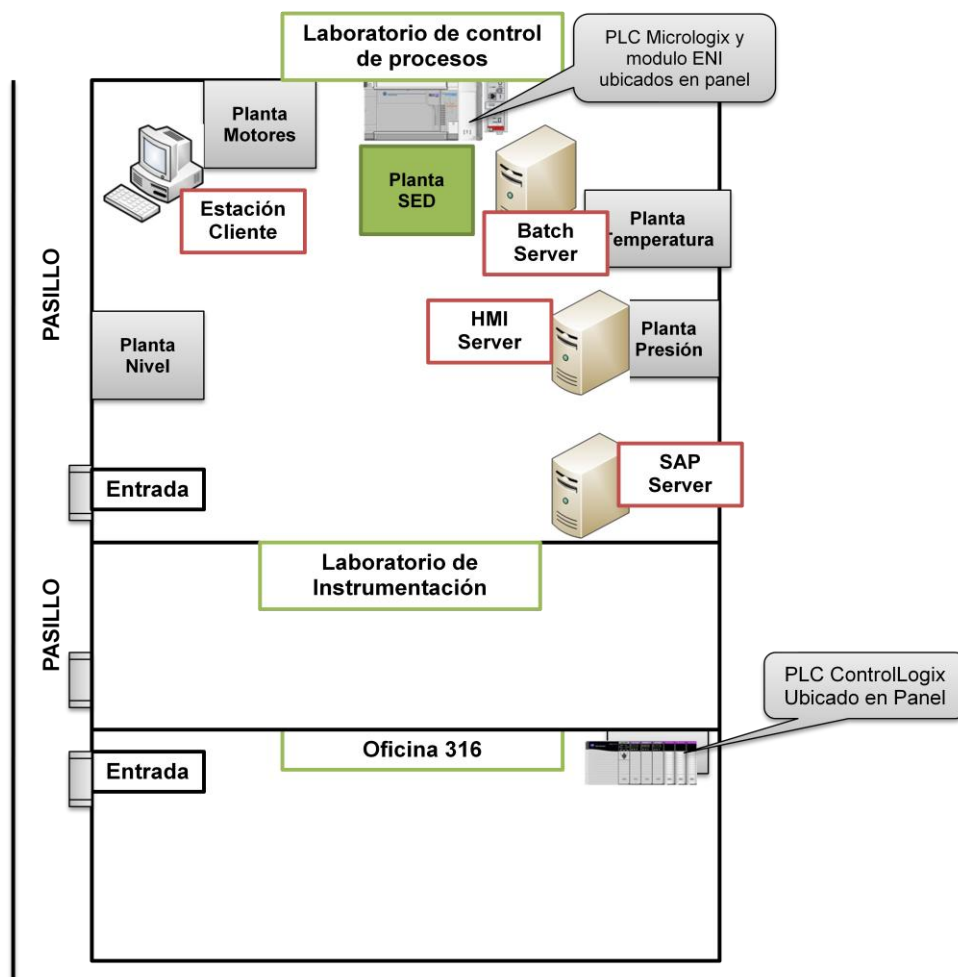 Laboratorio de control
de procesos
PLC Micrologix y
modulo ENI
ubicados en panel
Planta
Motores
Planta
SED
Estación
Cliente
Batch
Server
Planta
Temperatura
PASILLO
HMI
Server
Planta
Presión
Planta
Nivel
SAP
Server
Entrada
Laboratorio de
Instrumentación
PASILLO
PLC ControlLogix
Ubicado en Panel
Oficina 316
Entrada